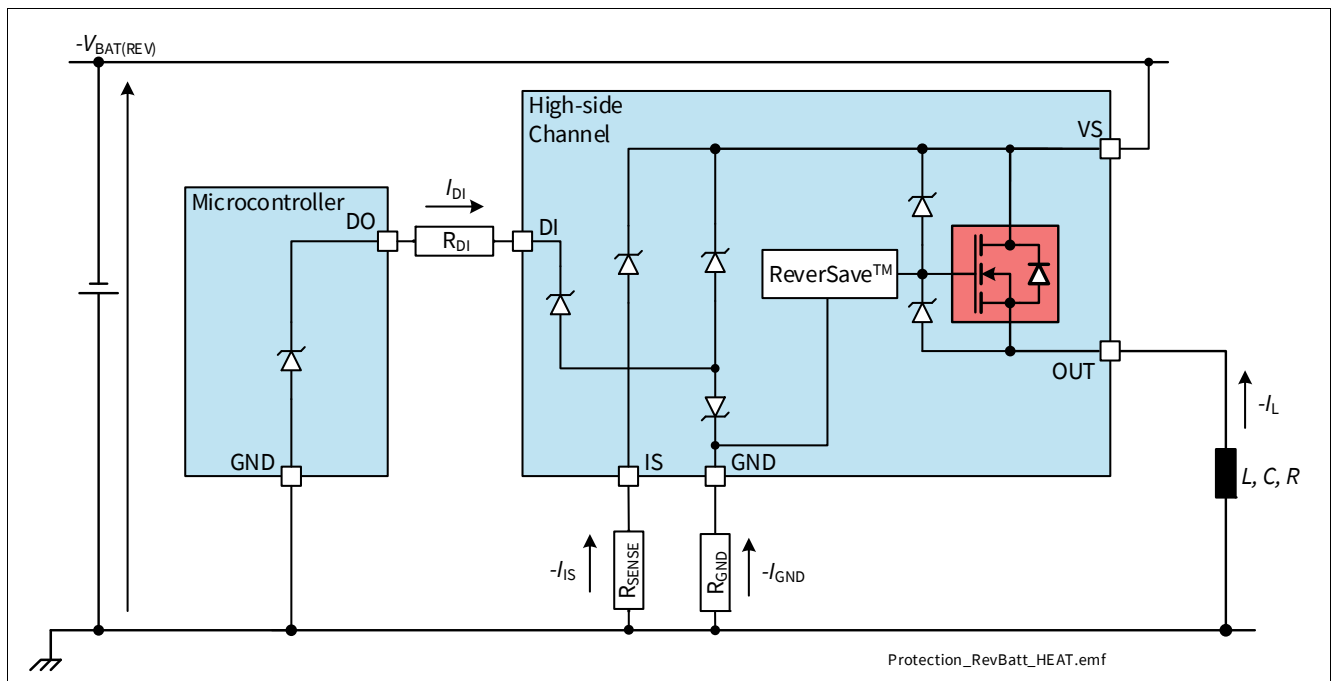 -VBAT(REV)
High-side
Channel
VS
Microcontroller
DO
IDI
RDI
DI
ReverSave™
OUT
-IL
GND
IS
GND
L, C, R
-IIS
RSENSE
RGND
-IGND
Protection_RevBatt_HEAT.emf